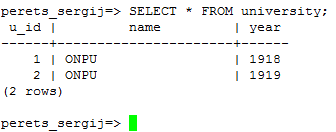 perets_sergij=> SELECT * FROM university;
 u_id |         name         | year
------+----------------------+------
    1 | ONPU                 | 1918
    2 | ONPU                 | 1919
(2 rows)
perets_sergij=>